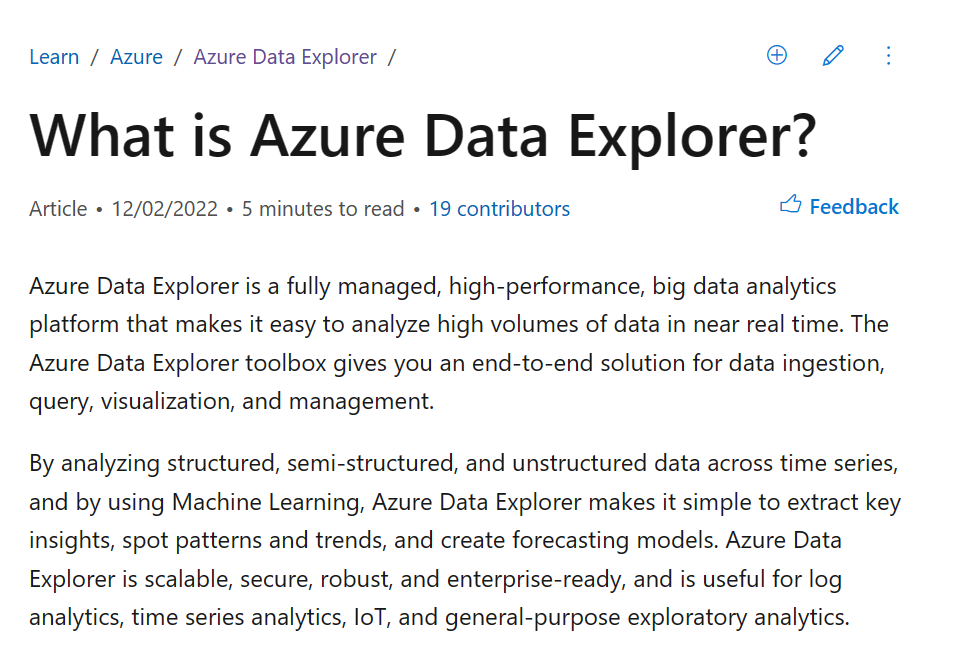 Learn / Azure / Azure Data Explorer /
What is Azure Data Explorer?
Article • 12/02/2022 • 5 minutes to read • 19 contributors
Feedback
Azure Data Explorer is a fully managed, high-performance, big data analytics
platform that makes it easy to analyze high volumes of data in near real time. The
Azure Data Explorer toolbox gives you an end-to-end solution for data ingestion,
query, visualization, and management.
By analyzing structured, semi-structured, and unstructured data across time series,
and by using Machine Learning, Azure Data Explorer makes it simple to extract key
insights, spot patterns and trends, and create forecasting models. Azure Data
Explorer is scalable, secure, robust, and enterprise-ready, and is useful for log
analytics, time series analytics, IoT, and general-purpose exploratory analytics.